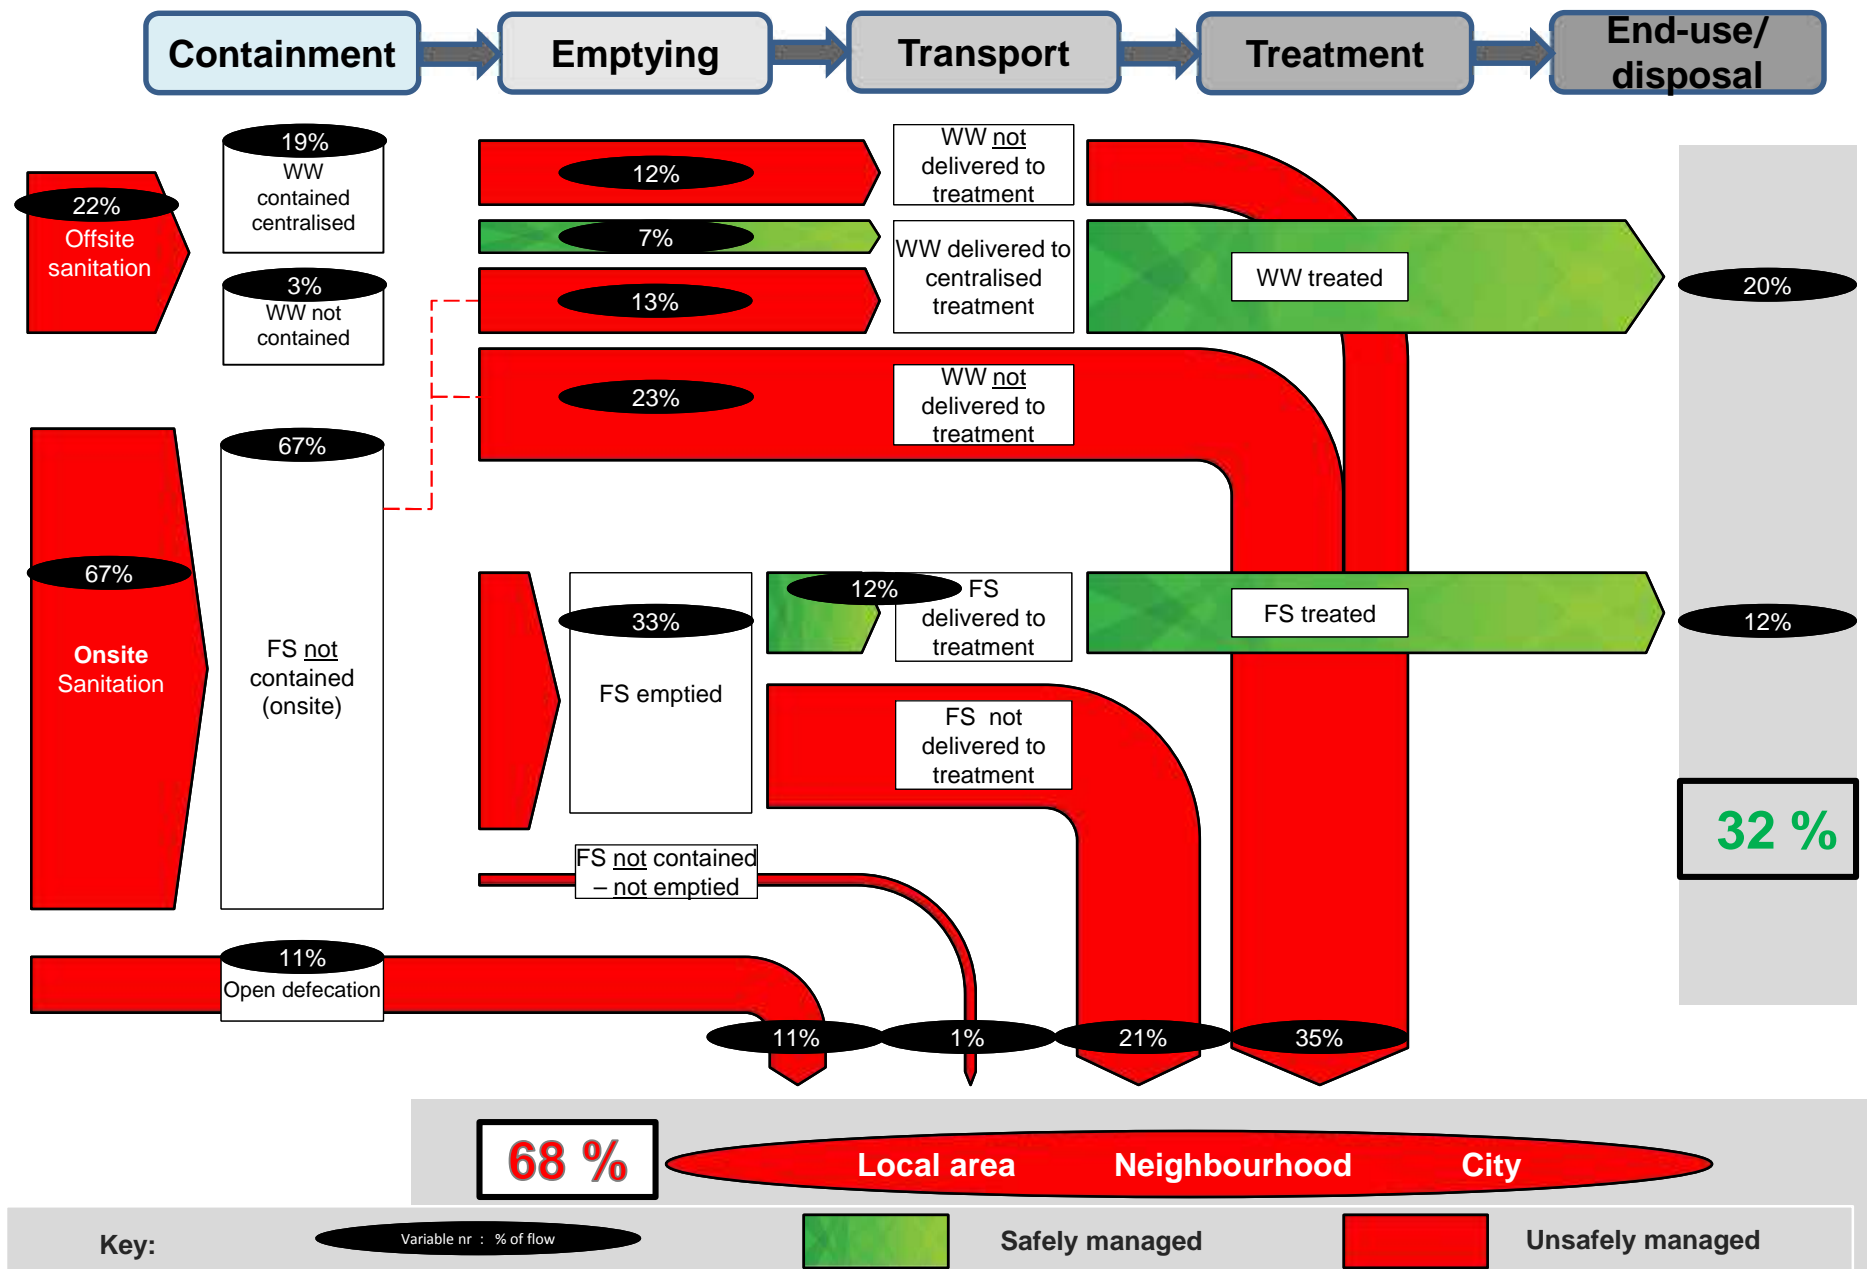 Containment
Emptying
Transport
Treatment
End-use/
disposal
22%
Offsite
sanitation
19%
WW
contained
centralised
3%
WW not
contained
12%
WW not
delivered to
treatment
7%
WW delivered to
centralised
treatment
13%
WW treated
20%
23%
WW not
delivered to
treatment
67%
Onsite
Sanitation
67%
FS not
contained
(onsite)
33%
FS emptied
12%
FS
delivered to
treatment
FS treated
12%
FS not
delivered to
treatment
32 %
FS not contained
– not emptied
11%
Open defecation
11%
1%
21%
35%
68 %
Local area
Neighbourhood
City
Key:
Variable nr : % of flow
Safely managed
Unsafely managed